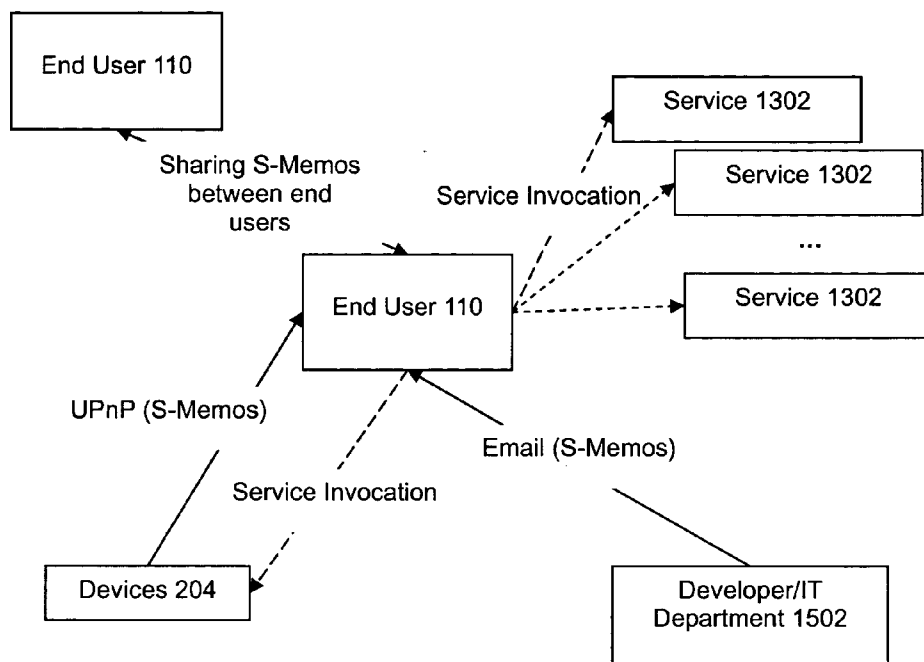 End User 110
Service 1302
Sharing S-Memos
between end
users
Service Invocation
Service 1302
...
Service 1302
End User 110
UPnP (S-Memos)
Email (S-Memos)
Service Invocation
Devices 204
Developer/IT
Department 1502